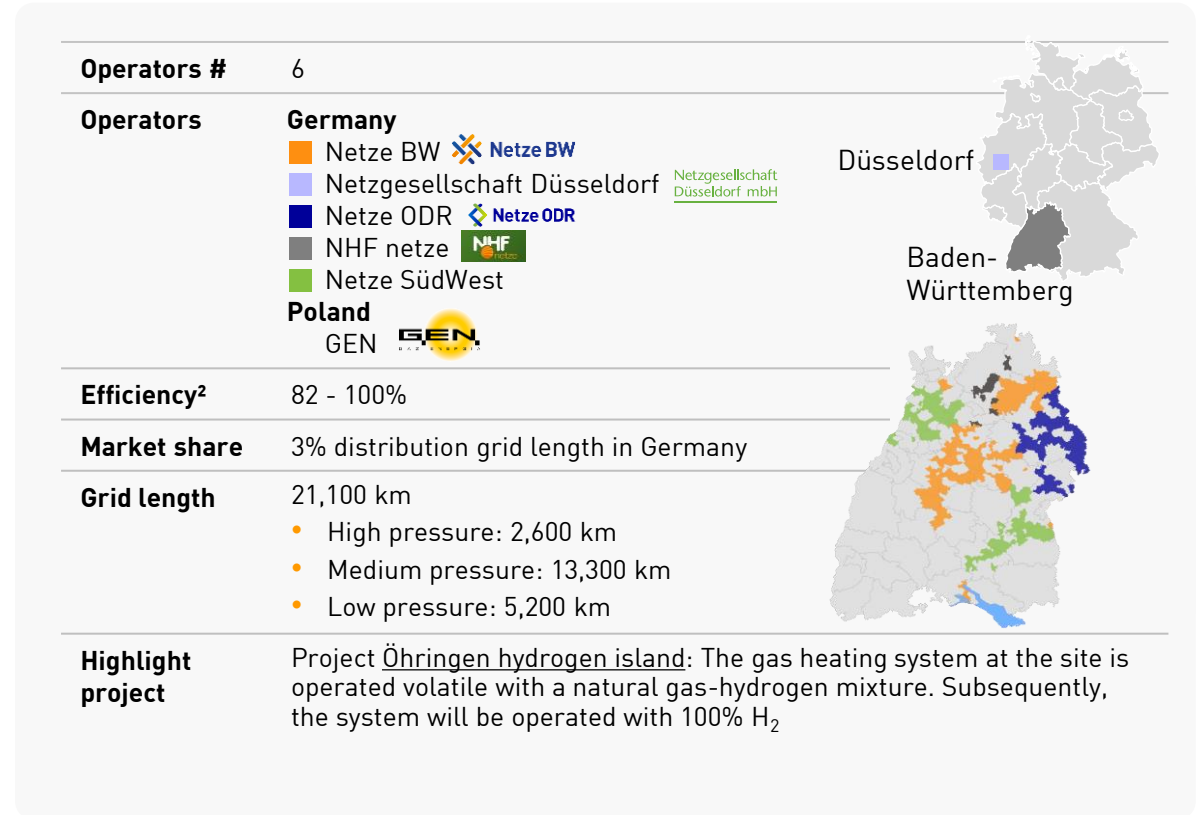 Operators # 6
Operators
Germany
Netze BW Netze BW
Netzgesellschaft Düsseldorf Netzgesellschaft Düsseldorf mbH
Netze ODR Netze ODR
NHF netze NHF netze
Netze SüdWest
Poland
GEN G.E.N.
Efficiency² 82 - 100%
Market share 3% distribution grid length in Germany
Grid length 21,100 km
• High pressure: 2,600 km
• Medium pressure: 13,300 km
• Low pressure: 5,200 km
Highlight project
Project Öhringen hydrogen island: The gas heating system at the site is
operated volatile with a natural gas-hydrogen mixture. Subsequently,
the system will be operated with 100% H₂
Düsseldorf
Baden-
Württemberg